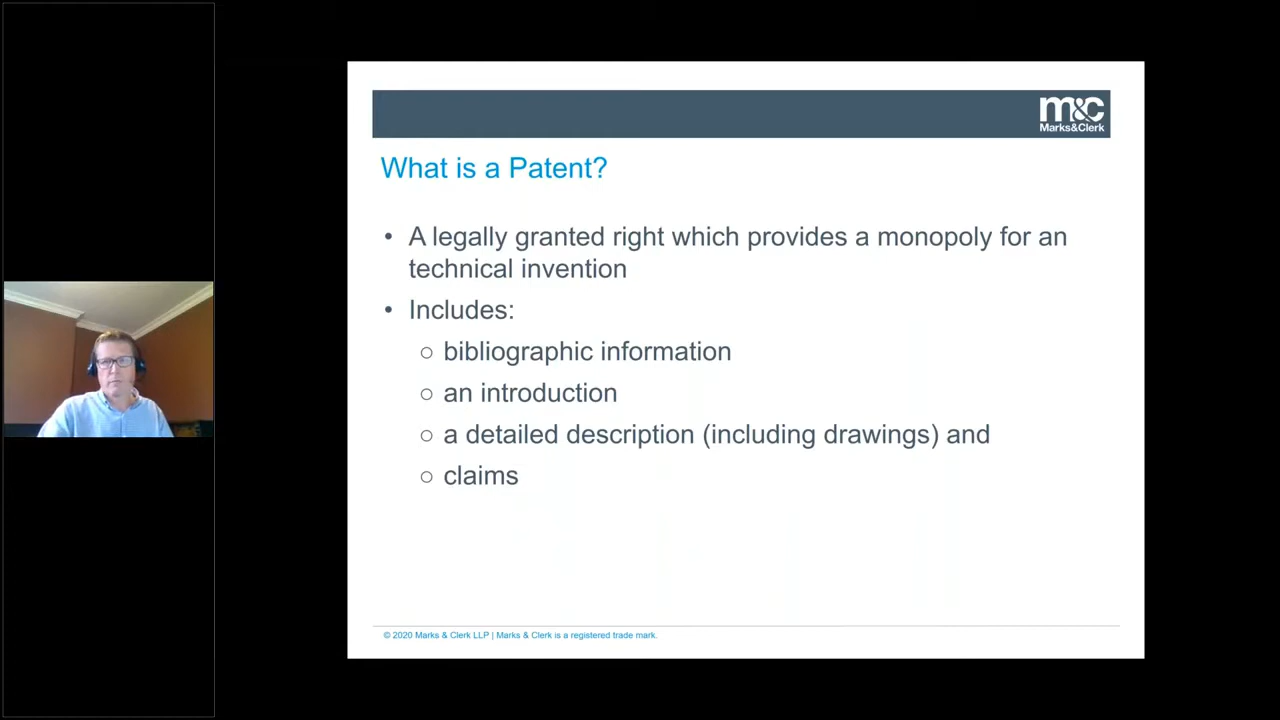 m&c
Marks&Clerk
What is a Patent?
• A legally granted right which provides a monopoly for an
technical invention
• Includes:
○ bibliographic information
○ an introduction
○ a detailed description (including drawings) and
○ claims
© 2020 Marks & Clerk LLP | Marks & Clerk is a registered trade mark.